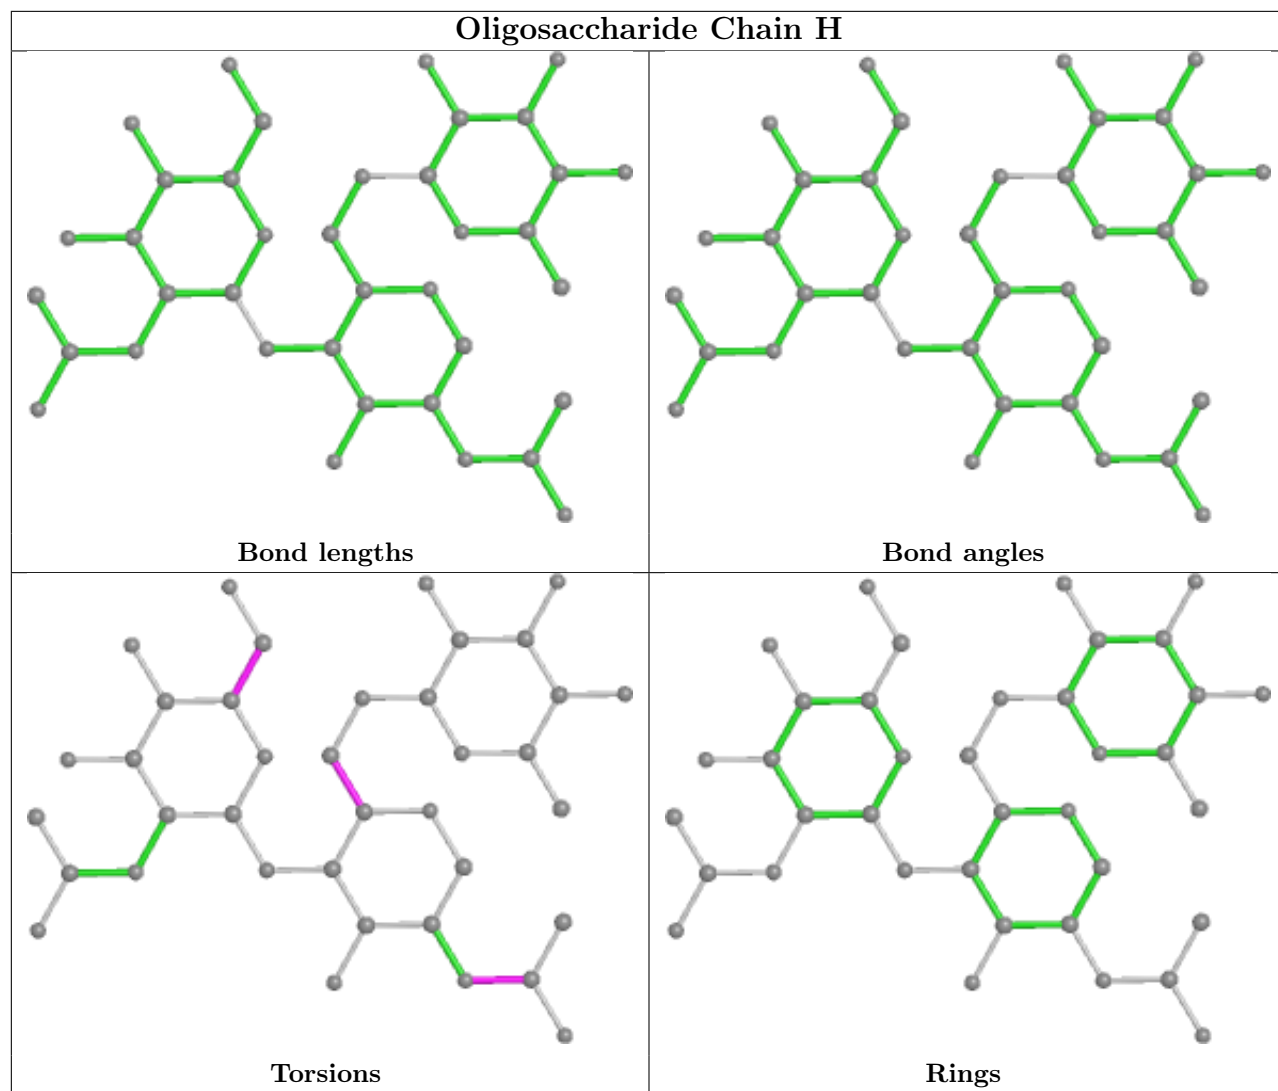 Oligosaccharide Chain H
Bond lengths
Bond angles
Torsions
Rings